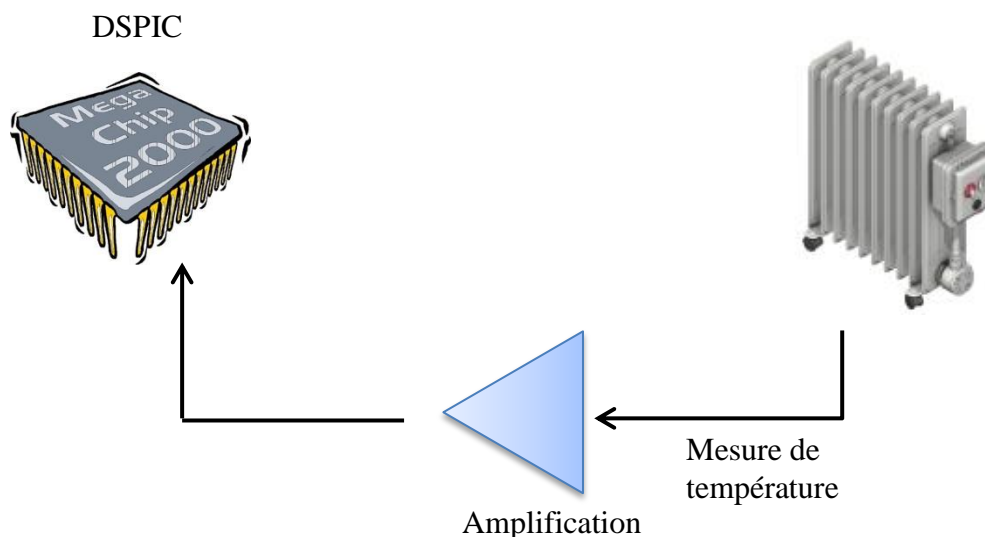 DSPIC
Mega
Chip
2000
Mesure de
température
Amplification